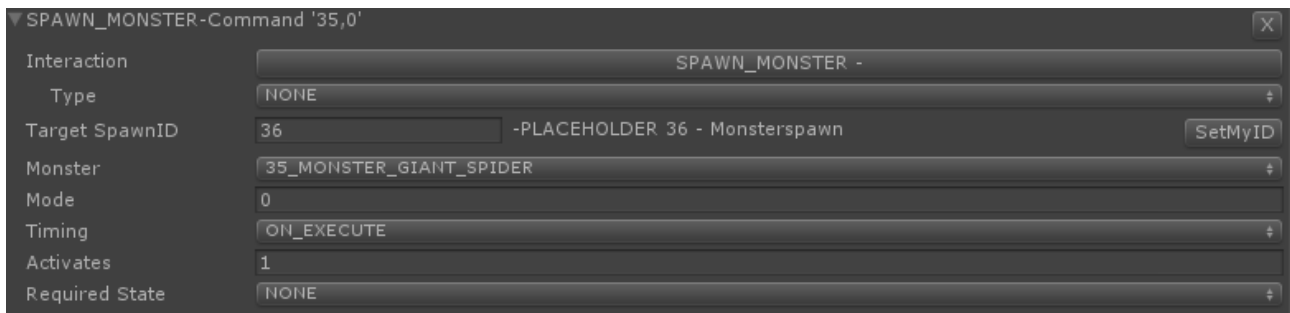 SPAWN_MONSTER-Command '35,0' X
Interaction SPAWN_MONSTER -
Type NONE
Target SpawnID 36 -PLACEHOLDER 36 - Monsterspawn SetMyID
Monster 35_MONSTER_GIANT_SPIDER
Mode 0
Timing ON_EXECUTE
Activates 1
Required State NONE